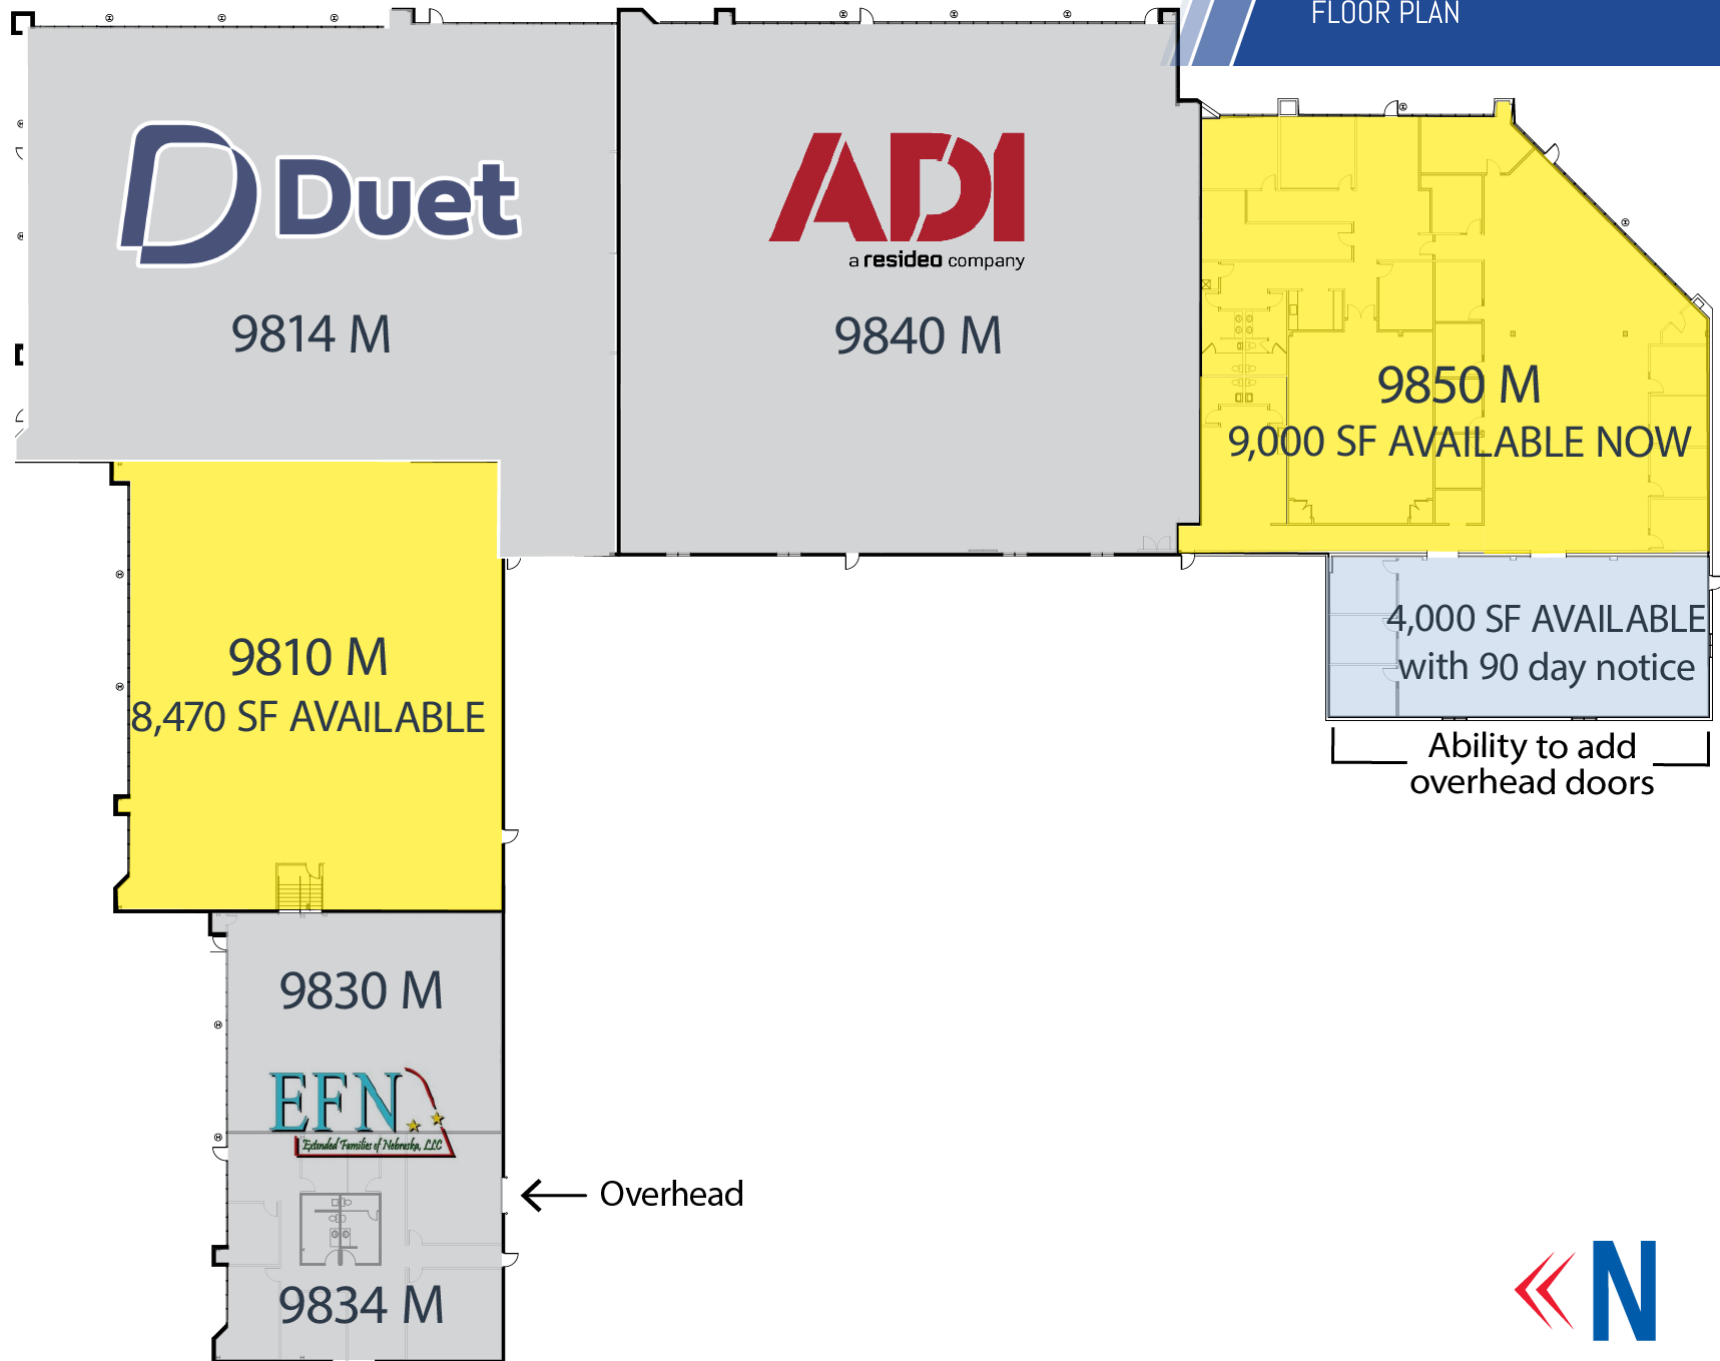 FLOOR PLAN
Duet
9814 M
ADI
a resideo company
9840 M
9850 M
9,000 SF AVAILABLE NOW
4,000 SF AVAILABLE
with 90 day notice
Ability to add
overhead doors
9810 M
8,470 SF AVAILABLE
9830 M
EFN
Extended Families of Nebraska, LLC
Overhead
9834 M
N